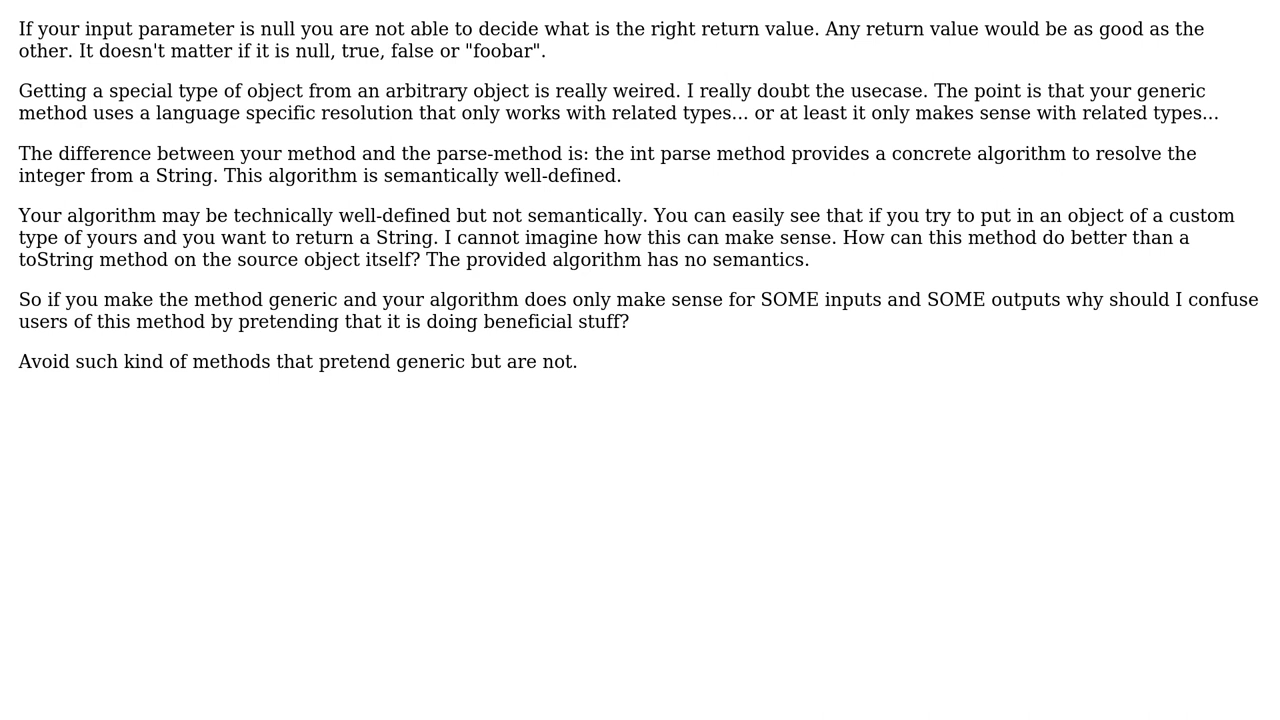 If your input parameter is null you are not able to decide what is the right return value. Any return value would be as good as the
other. It doesn't matter if it is null, true, false or "foobar".
Getting a special type of object from an arbitrary object is really weired. I really doubt the usecase. The point is that your generic
method uses a language specific resolution that only works with related types... or at least it only makes sense with related types...
The difference between your method and the parse-method is: the int parse method provides a concrete algorithm to resolve the
integer from a String. This algorithm is semantically well-defined.
Your algorithm may be technically well-defined but not semantically. You can easily see that if you try to put in an object of a custom
type of yours and you want to return a String. I cannot imagine how this can make sense. How can this method do better than a
toString method on the source object itself? The provided algorithm has no semantics.
So if you make the method generic and your algorithm does only make sense for SOME inputs and SOME outputs why should I confuse
users of this method by pretending that it is doing beneficial stuff?
Avoid such kind of methods that pretend generic but are not.